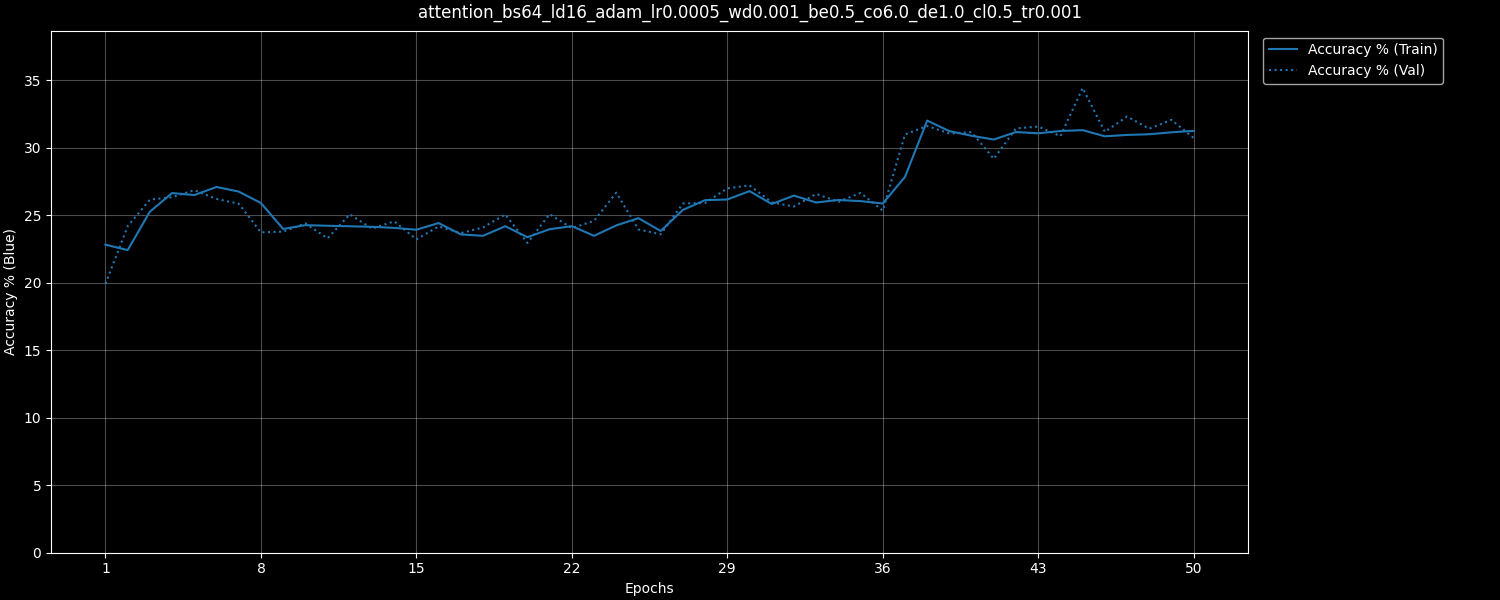 attention_bs64_ld16_adam_lr0.0005_wd0.001_be0.5_co6.0_de1.0_cl0.5_tr0.001
Accuracy % (Train)
Accuracy % (Val)
Accuracy % (Blue)
35
30
25
20
15
10
5
0
1 8 15 22 29 36 43 50
Epochs